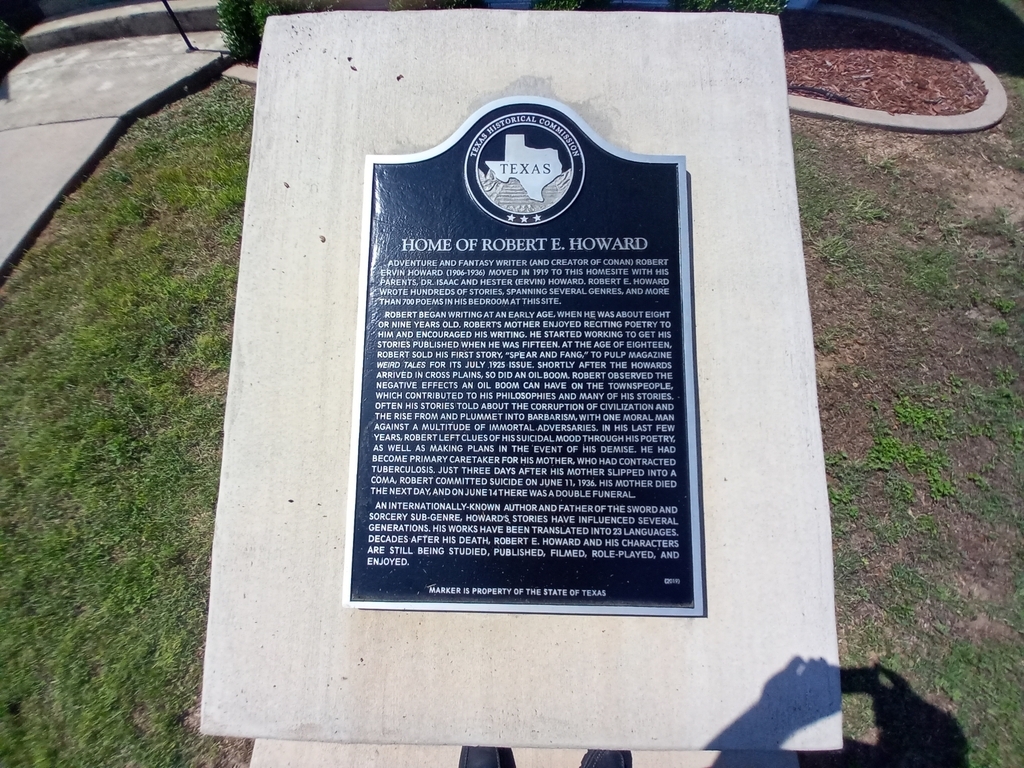 TEXAS HISTORICAL COMMISSION
TEXAS
HOME OF ROBERT E. HOWARD
ADVENTURE AND FANTASY WRITER (AND CREATOR OF CONAN) ROBERT
ERVIN HOWARD (1906-1936) MOVED IN 1919 TO THIS HOMESITE WITH HIS
PARENTS, DR. ISAAC AND HESTER (ERVIN) HOWARD. ROBERT E. HOWARD
WROTE HUNDREDS OF STORIES, SPANNING SEVERAL GENRES, AND MORE
THAN 700 POEMS IN HIS BEDROOM AT THIS SITE.
ROBERT BEGAN WRITING AT AN EARLY AGE, WHEN HE WAS ABOUT EIGHT
OR NINE YEARS OLD. ROBERT'S MOTHER ENJOYED RECITING POETRY TO
HIM AND ENCOURAGED HIS WRITING. HE STARTED WORKING TO GET HIS
STORIES PUBLISHED WHEN HE WAS FIFTEEN. AT THE AGE OF EIGHTEEN,
ROBERT SOLD HIS FIRST STORY, "SPEAR AND FANG," TO PULP MAGAZINE
WEIRD TALES FOR ITS JULY 1925 ISSUE. SHORTLY AFTER THE HOWARDS
ARRIVED IN CROSS PLAINS, SO DID AN OIL BOOM. ROBERT OBSERVED THE
NEGATIVE EFFECTS AN OIL BOOM CAN HAVE ON THE TOWNSPEOPLE,
WHICH CONTRIBUTED TO HIS PHILOSOPHIES AND MANY OF HIS STORIES.
OFTEN HIS STORIES TOLD ABOUT THE CORRUPTION OF CIVILIZATION AND
THE RISE FROM AND PLUMMET INTO BARBARISM, WITH ONE MORAL MAN
AGAINST A MULTITUDE OF IMMORTAL ADVERSARIES. IN HIS LAST FEW
YEARS, ROBERT LEFT CLUES OF HIS SUICIDAL MOOD THROUGH HIS POETRY,
AS WELL AS MAKING PLANS IN THE EVENT OF HIS DEMISE. HE HAD
BECOME PRIMARY CARETAKER FOR HIS MOTHER, WHO HAD CONTRACTED
TUBERCULOSIS. JUST THREE DAYS AFTER HIS MOTHER SLIPPED INTO A
COMA, ROBERT COMMITTED SUICIDE ON JUNE 11, 1936. HIS MOTHER DIED
THE NEXT DAY, AND ON JUNE 14 THERE WAS A DOUBLE FUNERAL.
AN INTERNATIONALLY-KNOWN AUTHOR AND FATHER OF THE SWORD AND
SORCERY SUB-GENRE, HOWARD'S STORIES HAVE INFLUENCED SEVERAL
GENERATIONS. HIS WORKS HAVE BEEN TRANSLATED INTO 23 LANGUAGES.
DECADES AFTER HIS DEATH, ROBERT E. HOWARD AND HIS CHARACTERS
ARE STILL BEING STUDIED, PUBLISHED, FILMED, ROLE-PLAYED, AND
ENJOYED.
MARKER IS PROPERTY OF THE STATE OF TEXAS